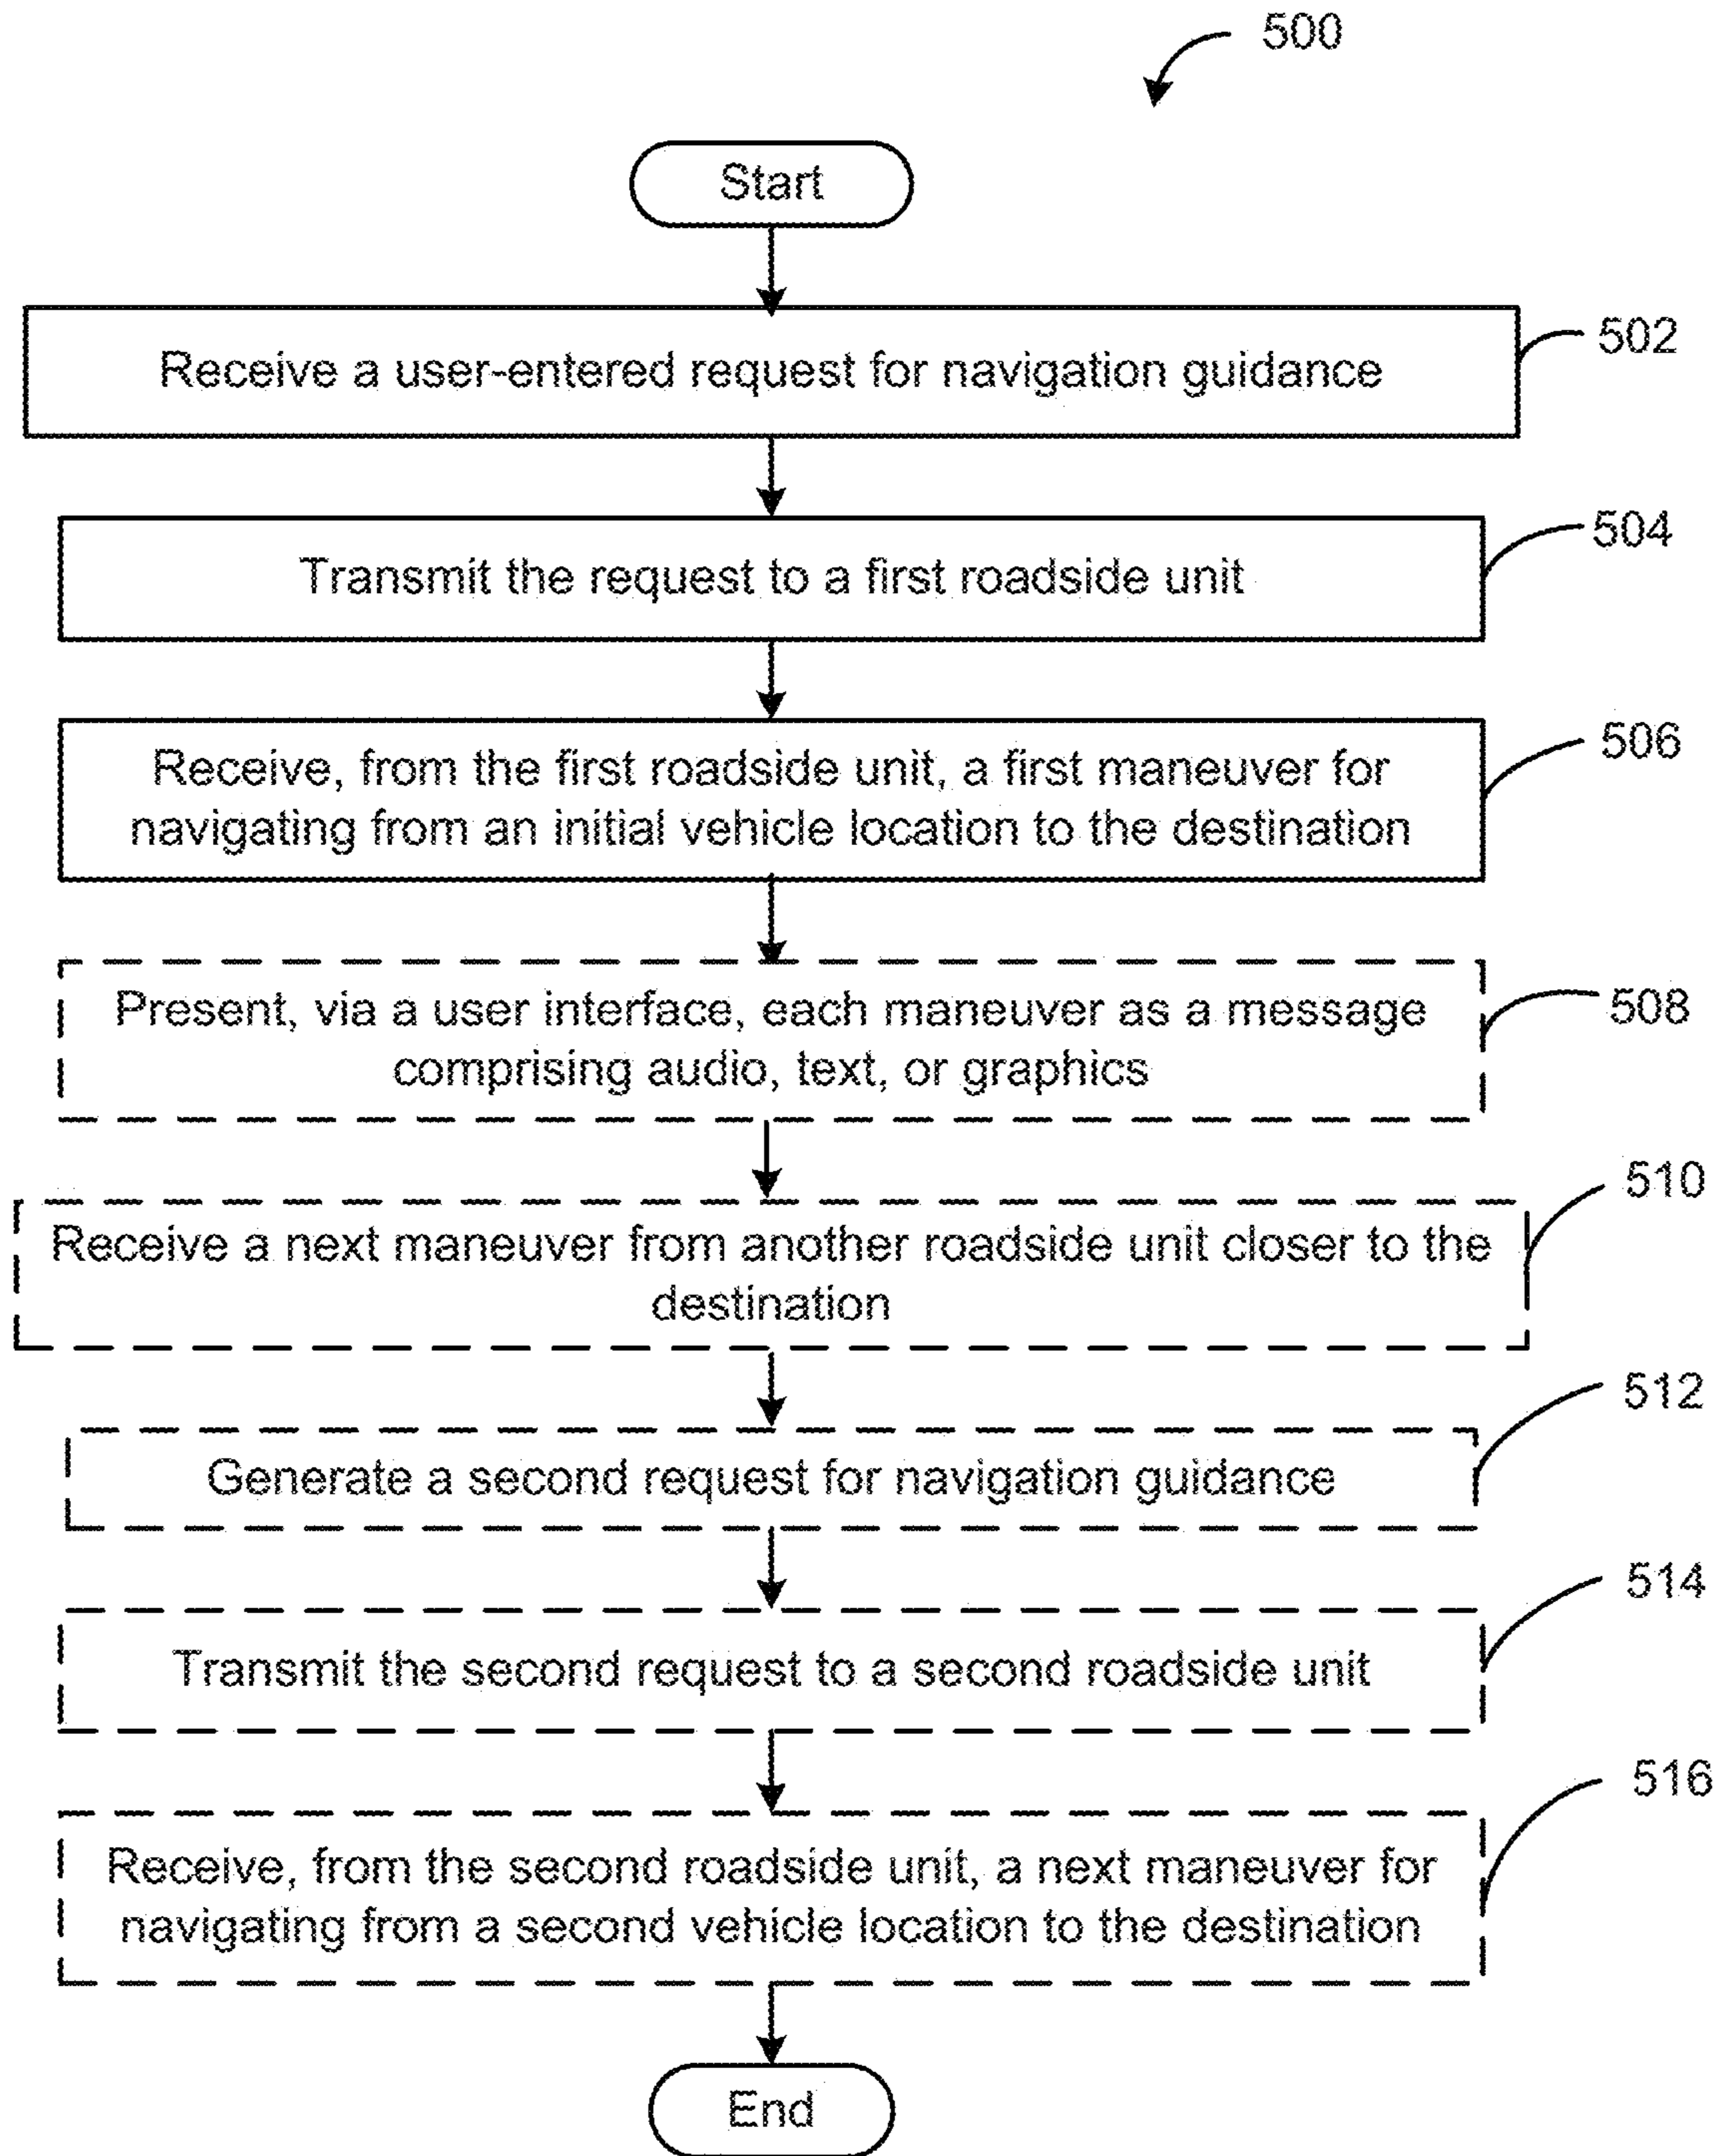 500
Start
Receive a user-entered request for navigation guidance
502
Transmit the request to a first roadside unit
504
Receive, from the first roadside unit, a first maneuver for
navigating from an initial vehicle location to the destination
506
Present, via a user interface, each maneuver as a message
comprising audio, text, or graphics
508
Receive a next maneuver from another roadside unit closer to the
destination
510
Generate a second request for navigation guidance
512
Transmit the second request to a second roadside unit
514
Receive, from the second roadside unit, a next maneuver for
navigating from a second vehicle location to the destination
516
End